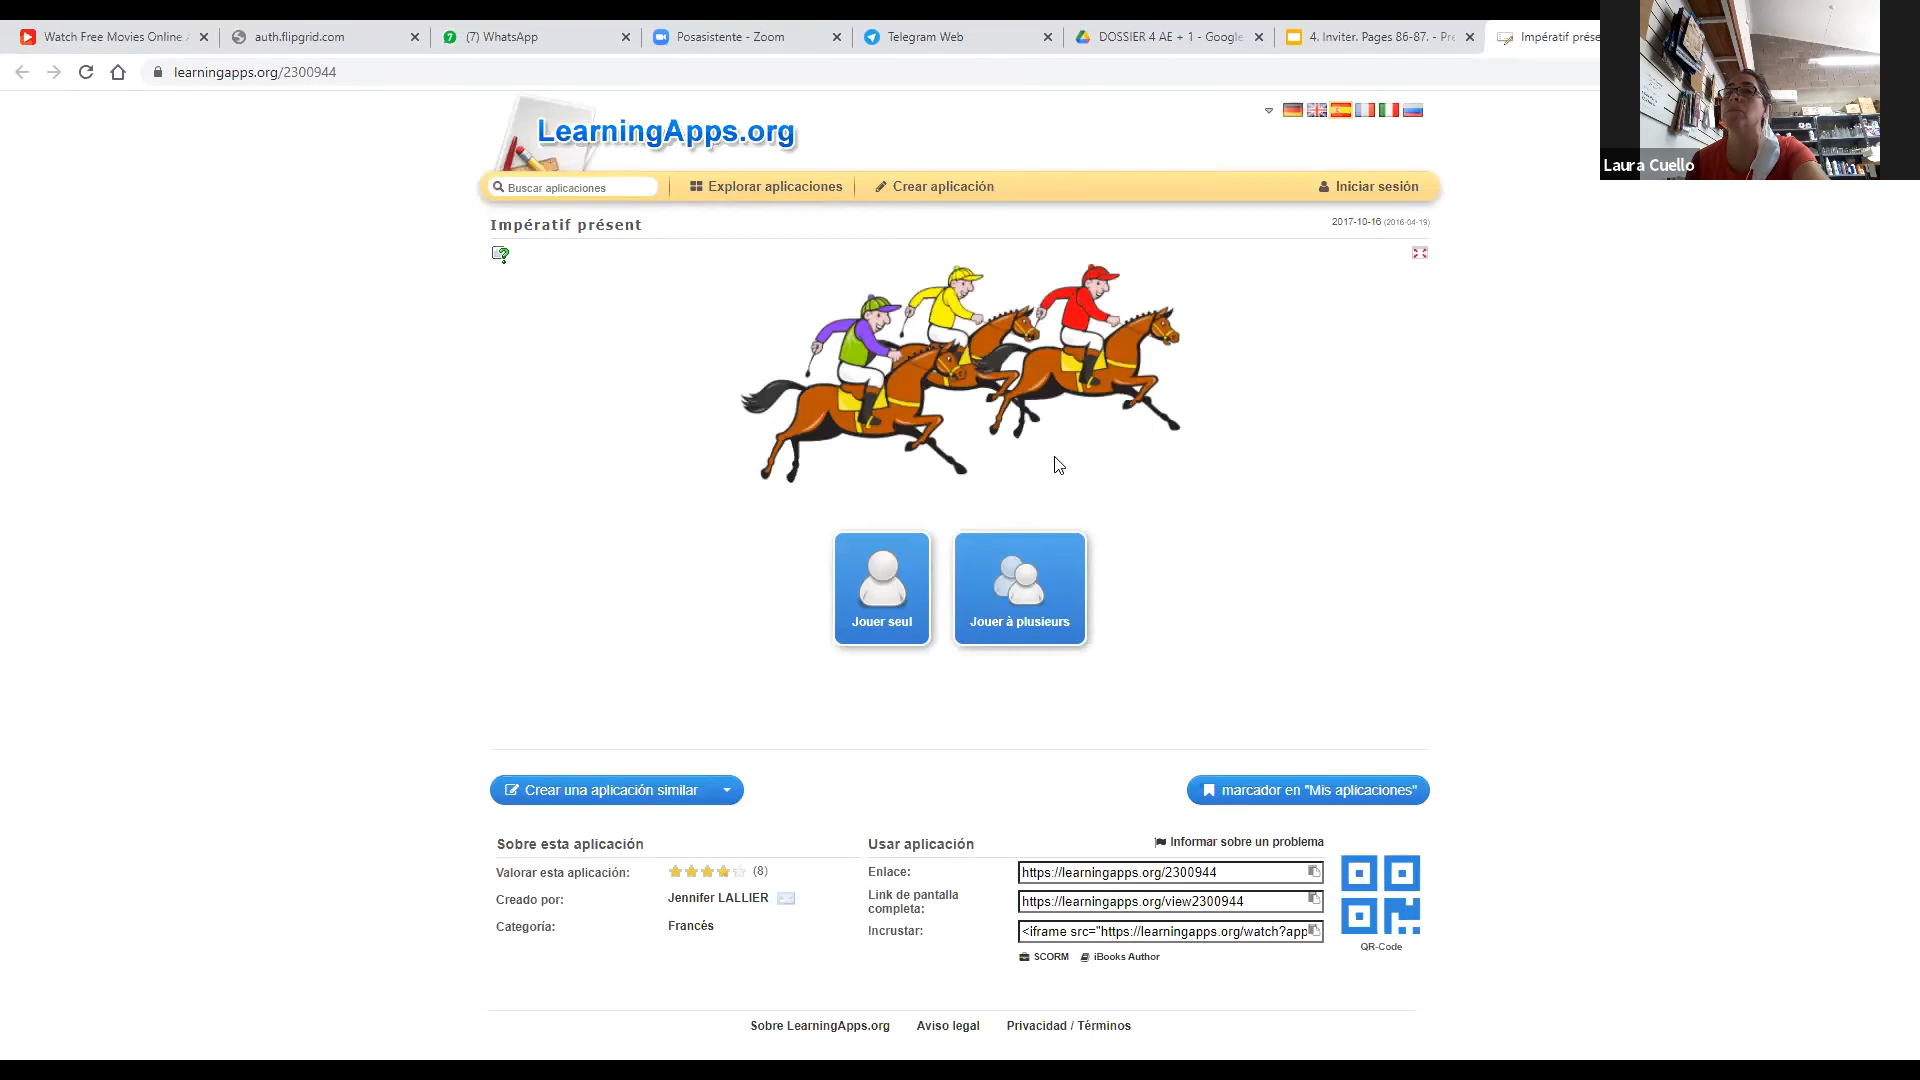 Watch Free Movies Online
auth.flipgrid.com
(7) WhatsApp
Posasistente - Zoom
Telegram Web
DOSSIER 4 AE + 1 - Google
4. Inviter. Pages 86-87. - Pre
Impératif prése
learningapps.org/2300944
Laura Cuello
LearningApps.org
Buscar aplicaciones
Explorar aplicaciones
Crear aplicación
Iniciar sesión
Impératif présent
2017-10-16 (2016-04-19)
Jouer seul
Jouer à plusieurs
Crear una aplicación similar
marcador en "Mis aplicaciones"
Sobre esta aplicación
Valorar esta aplicación:
(8)
Creado por:
Jennifer LALLIER
Categoría:
Francés
Usar aplicación
Informar sobre un problema
Enlace:
https://learningapps.org/2300944
Link de pantalla
completa:
https://learningapps.org/view2300944
Incrustar:
<iframe src="https://learningapps.org/watch?app
SCORM
iBooks Author
QR-Code
Sobre LearningApps.org
Aviso legal
Privacidad / Términos